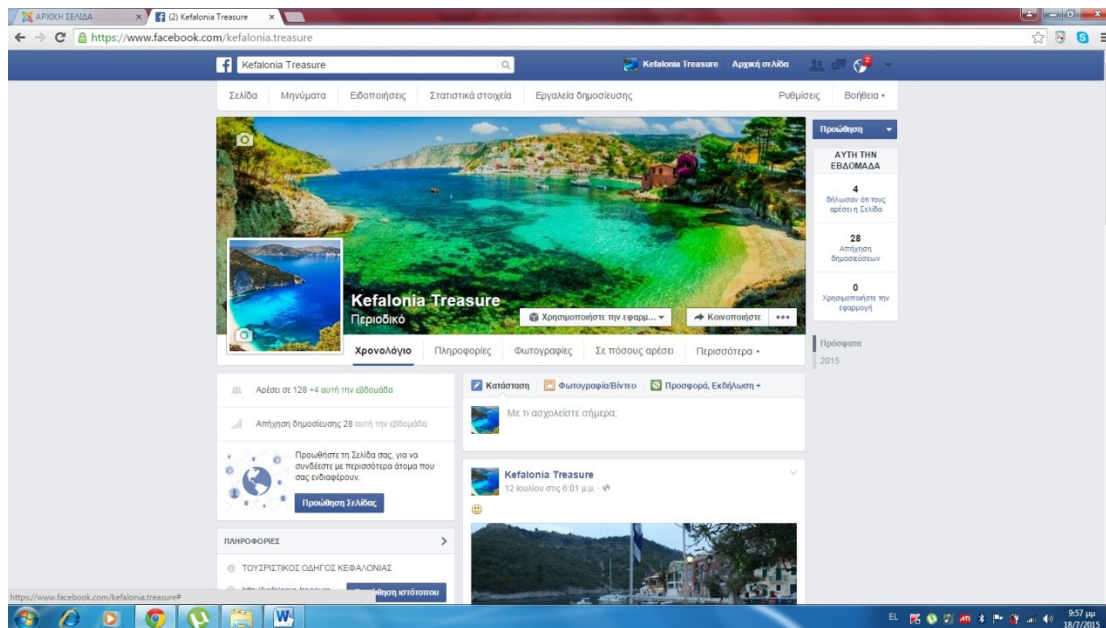 ΑΡΧΙΚΗ ΣΕΛΙΔΑ
(2) Kefalonia Treasure
https://www.facebook.com/kefalonia.treasure
Kefalonia Treasure
Kefalonia Treasure Αρχική σελίδα
2
Σελίδα Μηνύματα Ειδοποιήσεις Στατιστικά στοιχεία Εργαλεία δημοσίευσης Ρυθμίσεις Βοήθεια
Προώθηση
ΑΥΤΗ ΤΗΝ
ΕΒΔΟΜΑΔΑ
4
δήλωσαν ότι τους
αρέσει η Σελίδα
28
Απήχηση
δημοσιεύσεων
0
Χρησιμοποιήστε την
εφαρμογή
Πρόσφατα
2015
Kefalonia Treasure
Περιοδικό
Χρησιμοποιήστε την εφαρμ... Κοινοποιήστε
Χρονολόγιο Πληροφορίες Φωτογραφίες Σε πόσους αρέσει Περισσότερα
Αρέσει σε 128 +4 αυτή την εβδομάδα
Απήχηση δημοσίευσης 28 αυτή την εβδομάδα
Προωθήστε τη Σελίδα σας, για να
συνδέεστε με περισσότερα άτομα που
σας ενδιαφέρουν.
Προώθηση Σελίδας
ΠΛΗΡΟΦΟΡΙΕΣ
ΤΟΥΡΙΣΤΙΚΟΣ ΟΔΗΓΟΣ ΚΕΦΑΛΟΝΙΑΣ
ιστότοπου
Κατάσταση Φωτογραφία/Βίντεο Προσφορά, Εκδήλωση +
Με τι ασχολείστε σήμερα;
Kefalonia Treasure
12 Ιουλίου στις 6:01 μ.μ.
https://www.facebook.com/kefalonia.treasure#
EL
9:57 μμ
18/7/2015